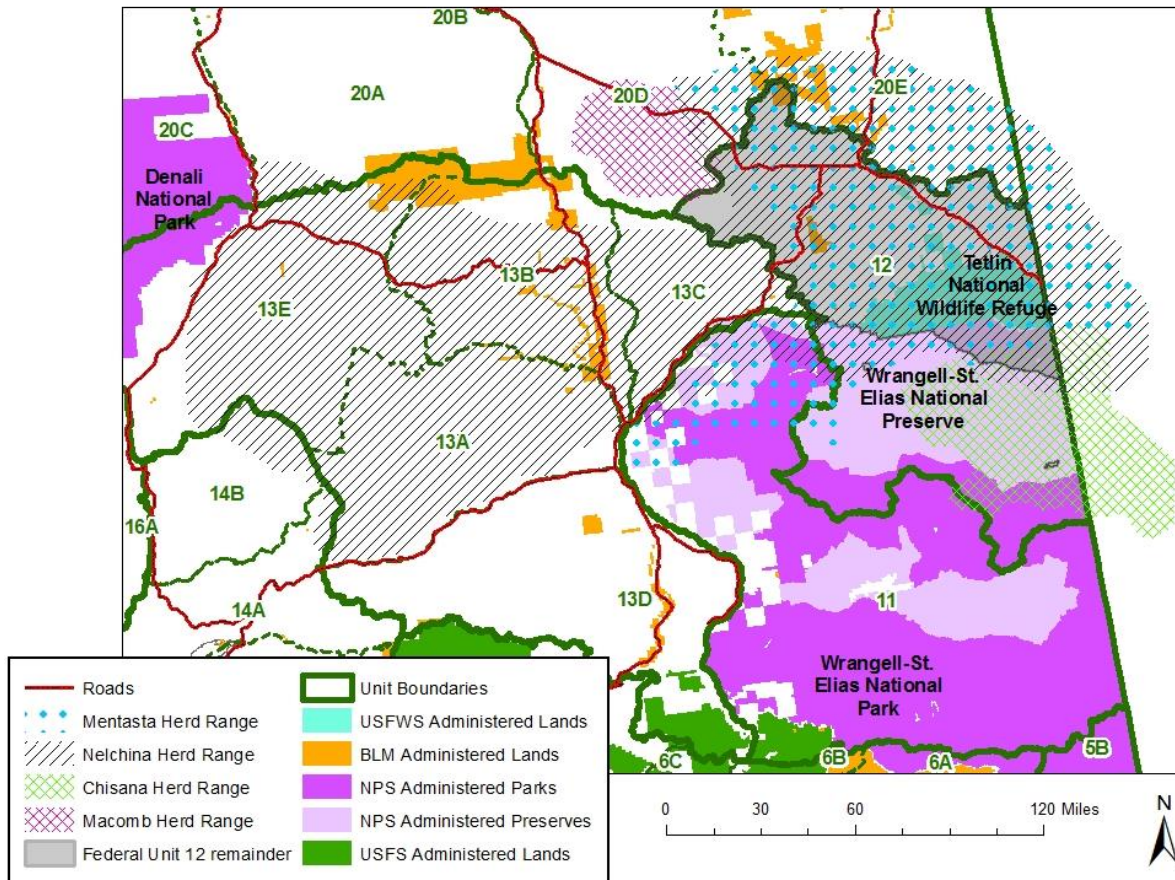 20B
20A
20D
20E
20C
Denali
National
Park
12
Tetlin
National
Wildlife Refuge
13B
13C
13E
Wrangell-St.
Elias National
Preserve
13A
14B
16A
11
13D
14A
Wrangell-St.
Elias National
Park
5B
6C
6B
6A
Roads
Mentasta Herd Range
Nelchina Herd Range
Chisana Herd Range
Macomb Herd Range
Federal Unit 12 remainder
Unit Boundaries
USFWS Administered Lands
BLM Administered Lands
NPS Administered Parks
NPS Administered Preserves
USFS Administered Lands
0 30 60 120 Miles
N